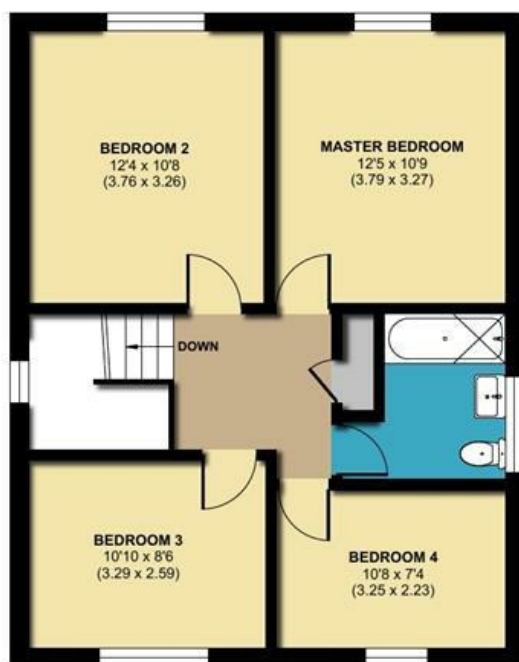 BEDROOM 2
12'4 x 10'8
(3.76 x 3.26)
MASTER BEDROOM
12'5 x 10'9
(3.79 x 3.27)
DOWN
BEDROOM 3
10'10 x 8'6
(3.29 x 2.59)
BEDROOM 4
10'8 x 7'4
(3.25 x 2.23)